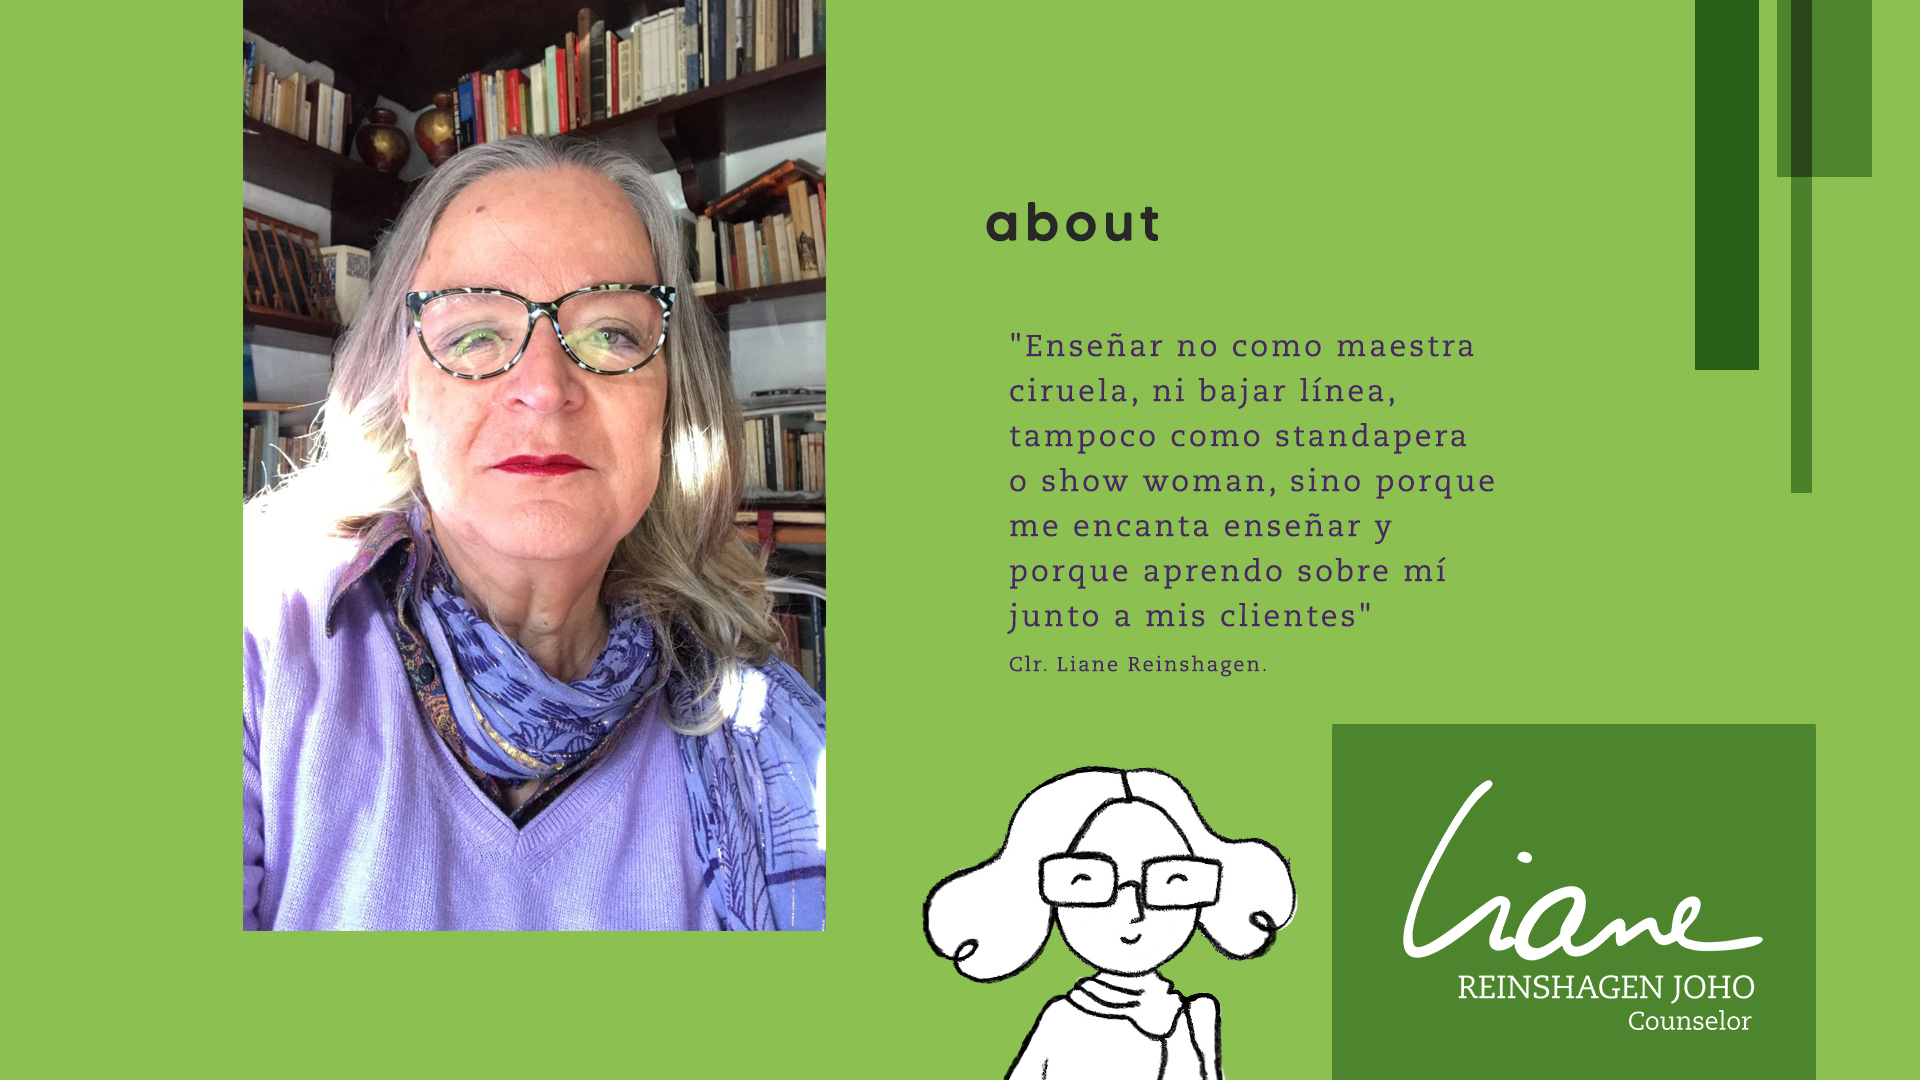 about
"Enseñar no como maestra
ciruela, ni bajar línea,
tampoco como standapera
o show woman, sino porque
me encanta enseñar y
porque aprendo sobre mí
junto a mis clientes"
Clr. Liane Reinshagen.
Liane
REINSHAGEN JOHO
Counselor